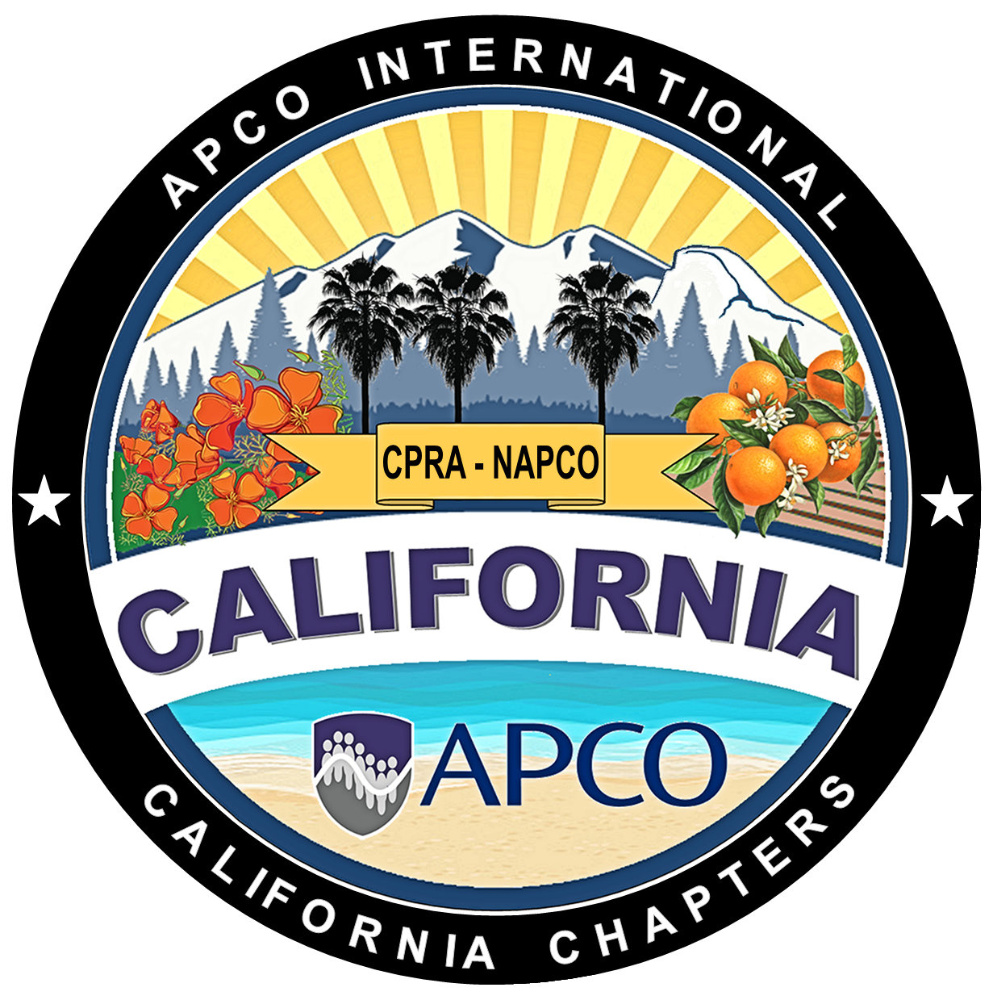 APCO INTERNATIONAL
CPRA - NAPCO
CALIFORNIA
APCO
CALIFORNIA CHAPTERS